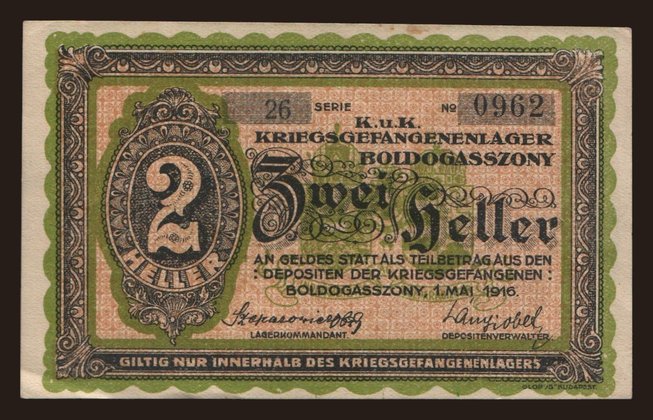 26 SERIE № 0962
K.u.K.
KRIEGSGEFANGENENLAGER
BOLDOGASSZONY
2
HELLER
Zwei Heller
AN GELDES STATT ALS TEILBETRAG AUS DEN
: DEPOSITEN DER KRIEGSGEFANGENEN :
BOLDOGASSZONY, 1. MAI 1916.
LAGERKOMMANDANT. DEPOSITENVERWALTER.
GILTIG NUR INNERHALB DES KRIEGSGEFANGENENLAGERS